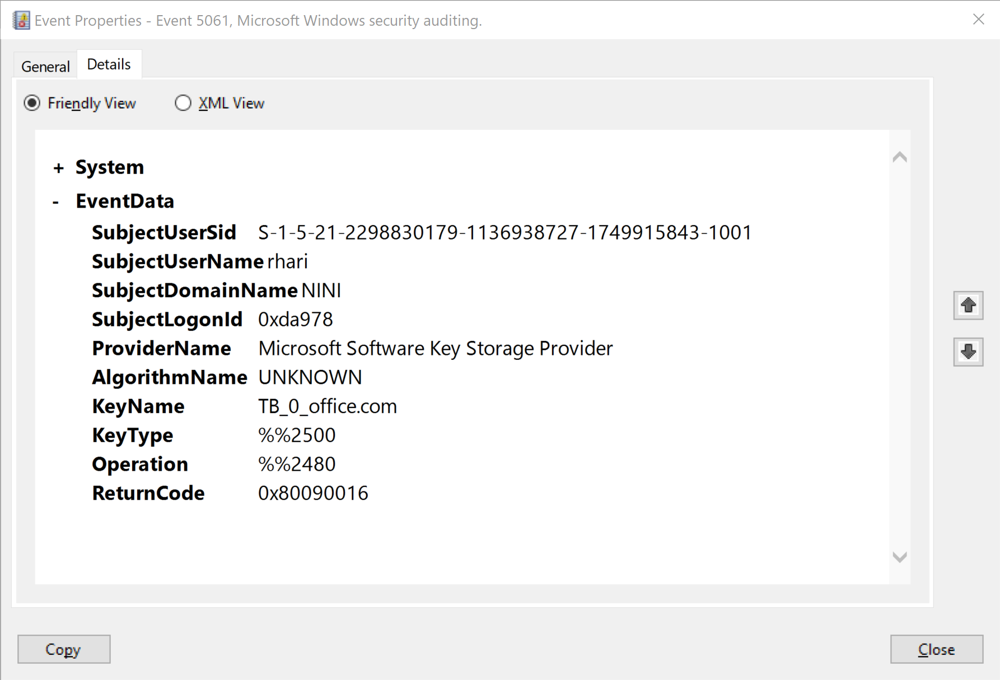 Event Properties - Event 5061, Microsoft Windows security auditing.
General Details
Friendly View XML View
+ System
- EventData
SubjectUserSid S-1-5-21-2298830179-1136938727-1749915843-1001
SubjectUserName rhari
SubjectDomainName NINI
SubjectLogonId 0xda978
ProviderName Microsoft Software Key Storage Provider
AlgorithmName UNKNOWN
KeyName TB_0_office.com
KeyType %%2500
Operation %%2480
ReturnCode 0x80090016
Copy Close